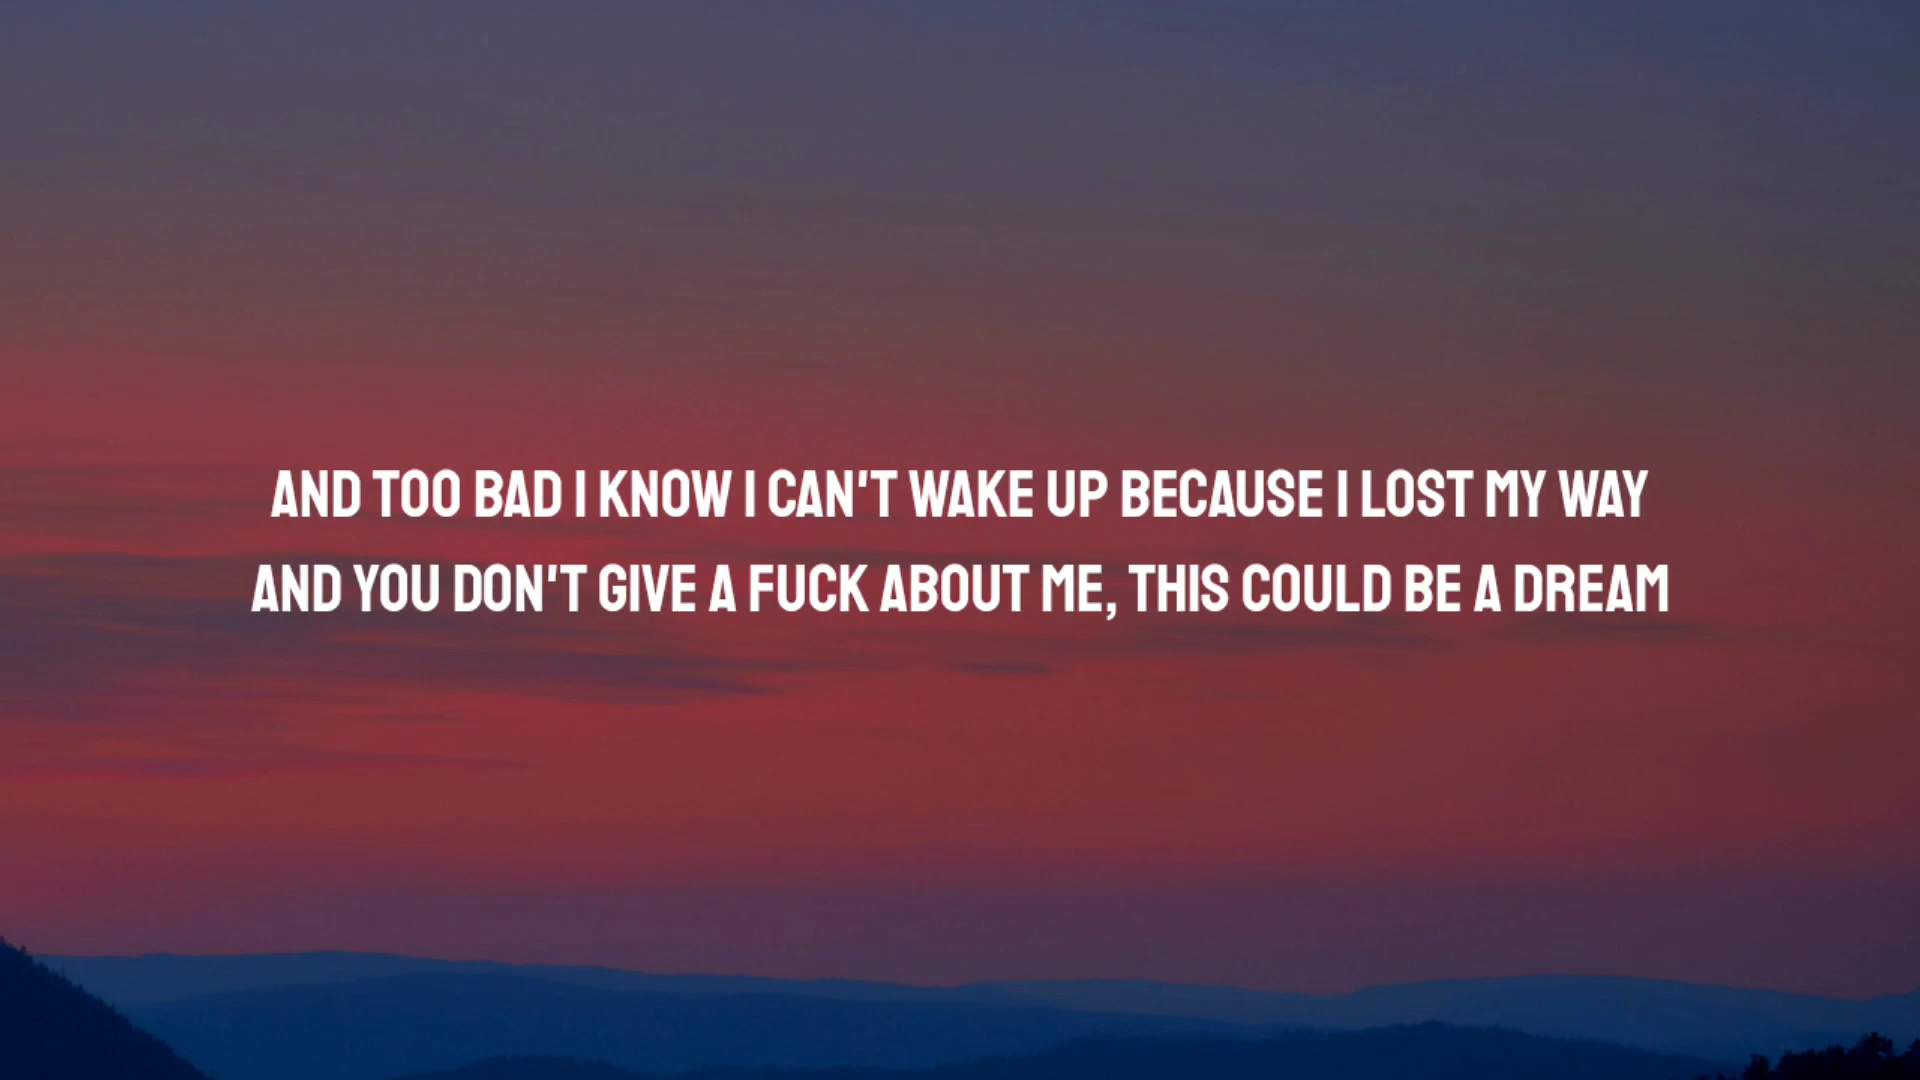 AND TOO BAD I KNOW I CAN'T WAKE UP BECAUSE I LOST MY WAY
AND YOU DON'T GIVE A FUCK ABOUT ME, THIS COULD BE A DREAM